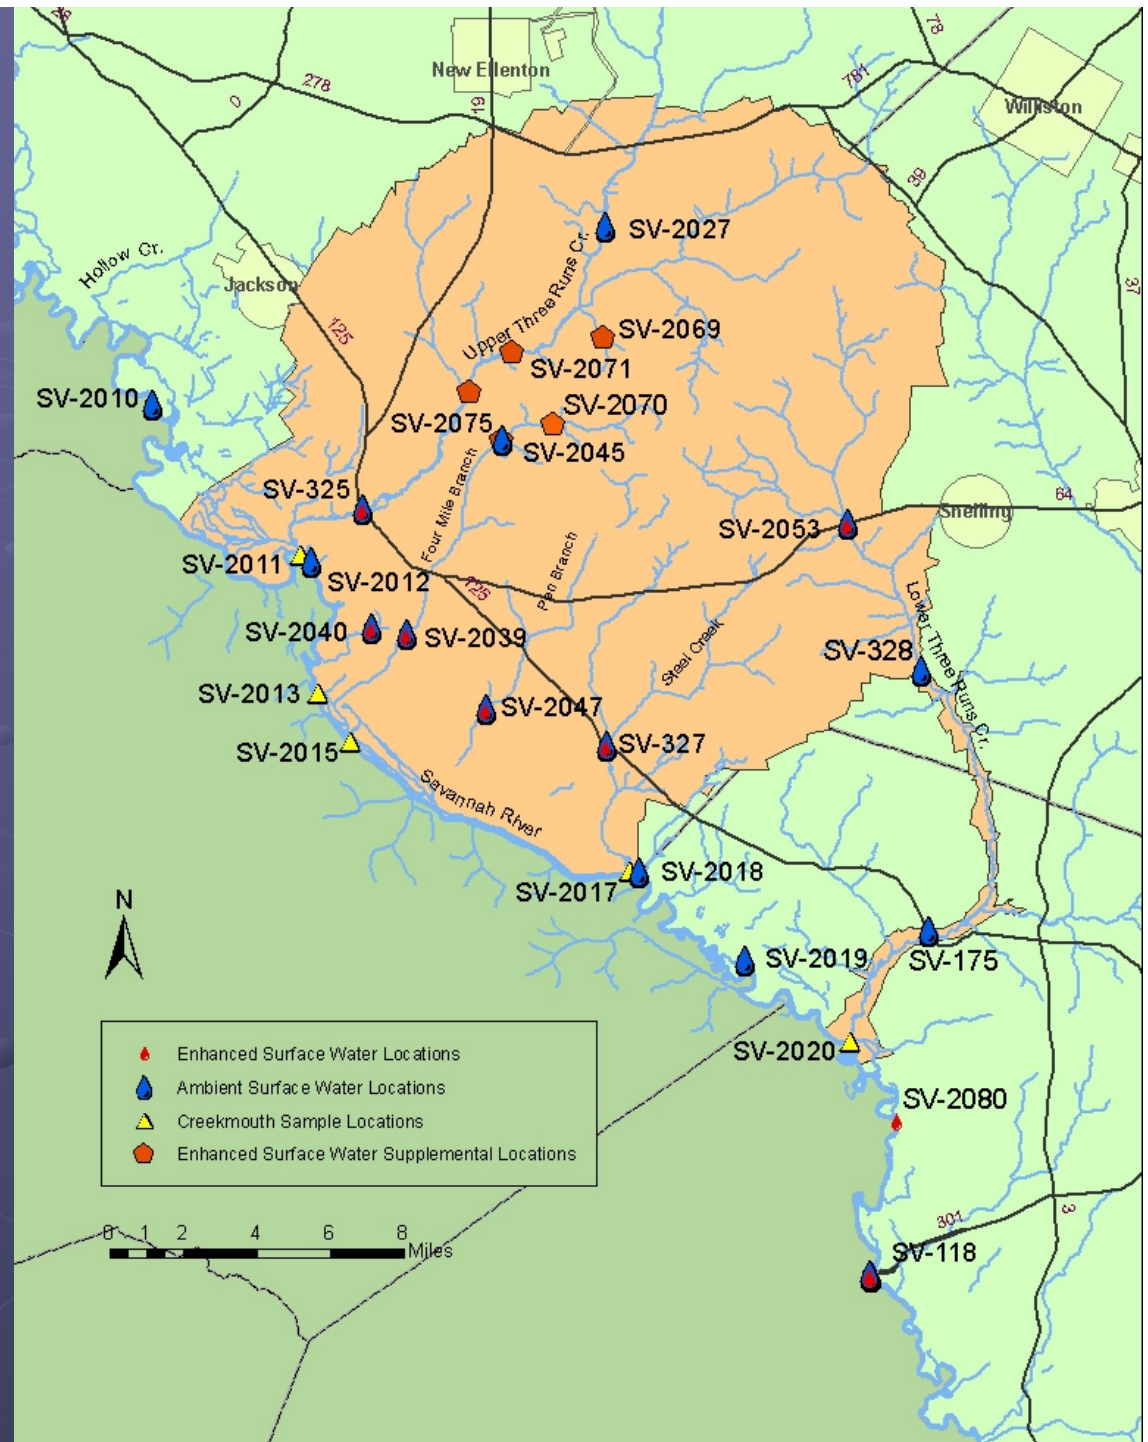 28
78
New Ellenton
278
781
0
19
Williston
39
SV-2027
Hollow Cr.
Jackson
37
Upper Three Runs Cr.
125
SV-2069
SV-2071
SV-2010
SV-2070
SV-2075
SV-2045
SV-325
64
Four Mile Branch
Snelling
SV-2053
SV-2011
SV-2012
Pen Branch
125
Lower Three Runs Cr.
SV-2040
SV-2039
Steel Creek
SV-328
SV-2013
SV-2047
SV-2015
SV-327
Savannah River
SV-2018
SV-2017
N
SV-2019
SV-175
Enhanced Surface Water Locations
SV-2020
Ambient Surface Water Locations
SV-2080
Creekmouth Sample Locations
Enhanced Surface Water Supplemental Locations
3
301
0 1 2 4 6 8
Miles
SV-118